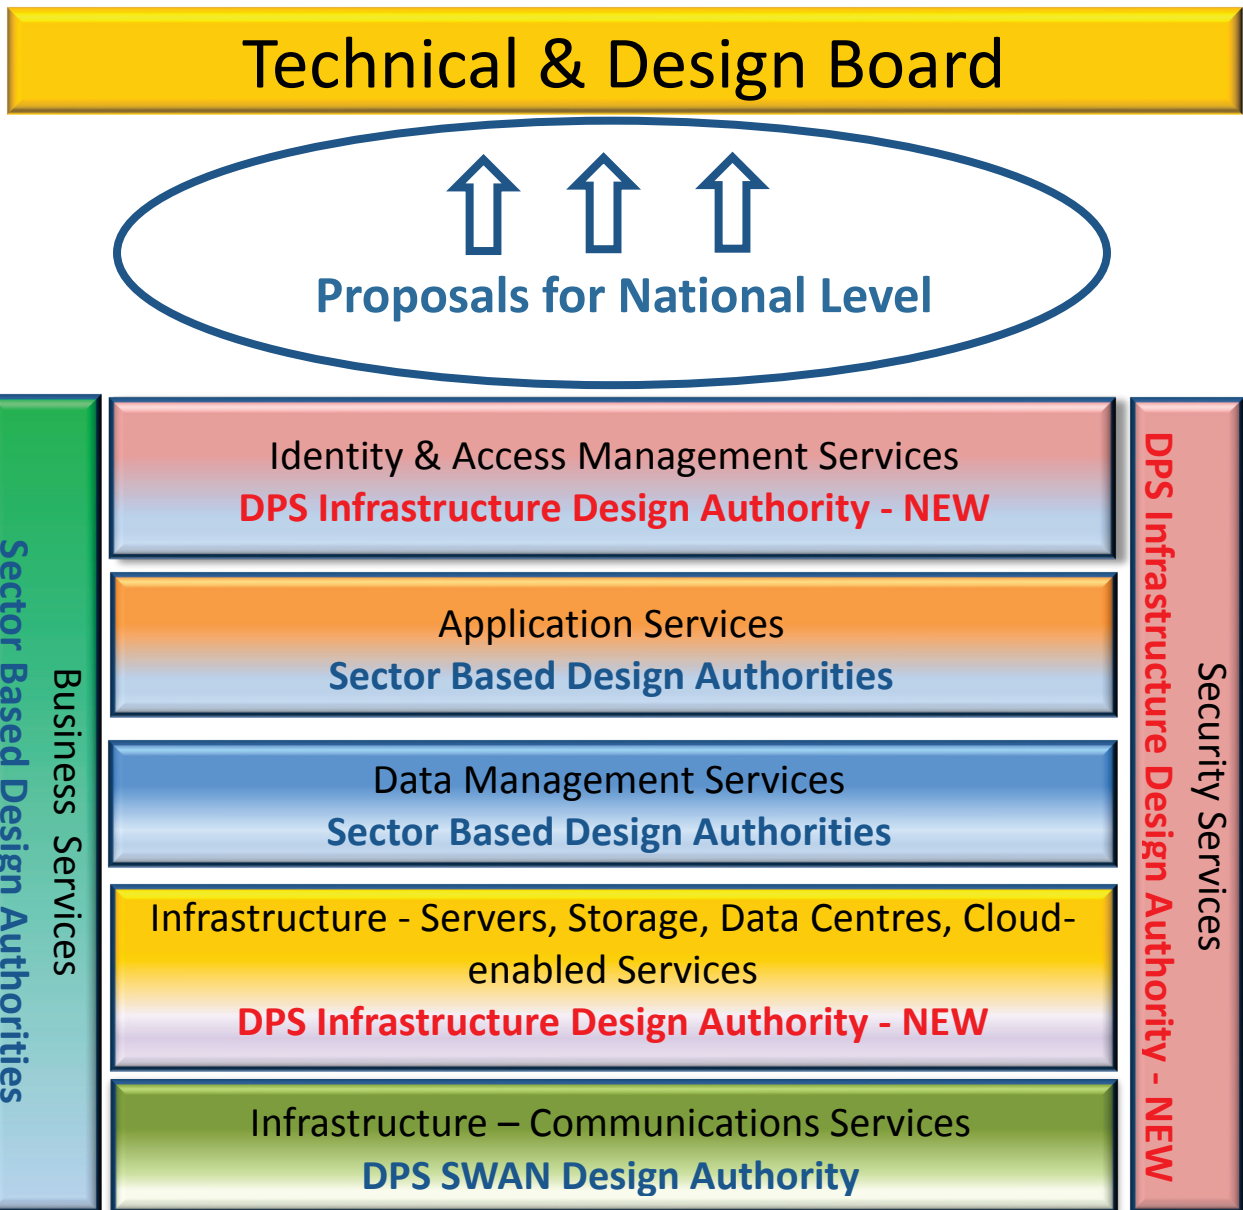 Technical & Design Board
Proposals for National Level
Business Services
Sector Based Design Authorities
Identity & Access Management Services
DPS Infrastructure Design Authority - NEW
Application Services
Sector Based Design Authorities
Data Management Services
Sector Based Design Authorities
Infrastructure - Servers, Storage, Data Centres, Cloud-
enabled Services
DPS Infrastructure Design Authority - NEW
Infrastructure – Communications Services
DPS SWAN Design Authority
Security Services
DPS Infrastructure Design Authority - NEW